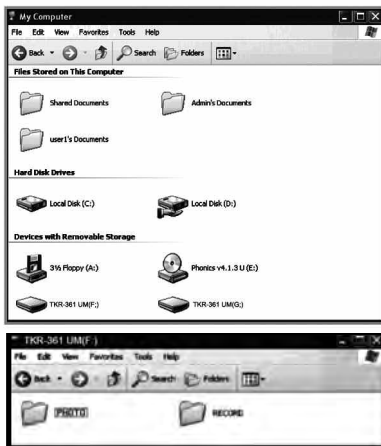 My Computer
File Edit View Favorites Tools Help
Back Search Folders
Files Stored on This Computer
Shared Documents Admin's Documents
user1's Documents
Hard Disk Drives
Local Disk (C:) Local Disk (D:)
Devices with Removable Storage
3½ Floppy (A:) Phonics v4.1.3 U (E:)
TKR-361 UM(F:) TKR-361 UM(G:)
TKR-361 UM(F:)
File Edit View Favorites Tools Help
Back Search Folders
PHOTO RECORD